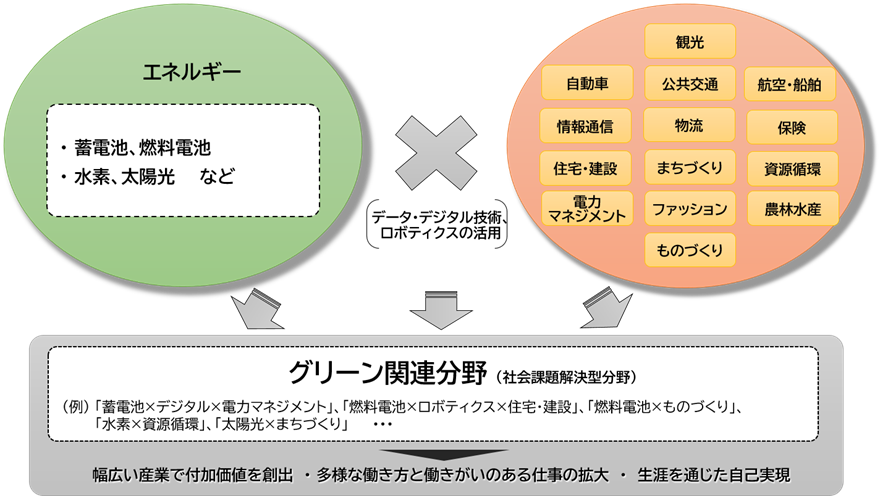 エネルギー
・蓄電池、燃料電池
・水素、太陽光 など
データ・デジタル技術、
ロボティクスの活用
観光
自動車
公共交通
航空・船舶
情報通信
物流
保険
住宅・建設
まちづくり
資源循環
電力
マネジメント
ファッション
農林水産
ものづくり
グリーン関連分野（社会課題解決型分野）
（例）「蓄電池×デジタル×電力マネジメント」、「燃料電池×ロボティクス×住宅・建設」、「燃料電池×ものづくり」、
「水素×資源循環」、「太陽光×まちづくり」 ・・・
幅広い産業で付加価値を創出 ・多様な働き方と働きがいのある仕事の拡大 ・ 生涯を通じた自己実現